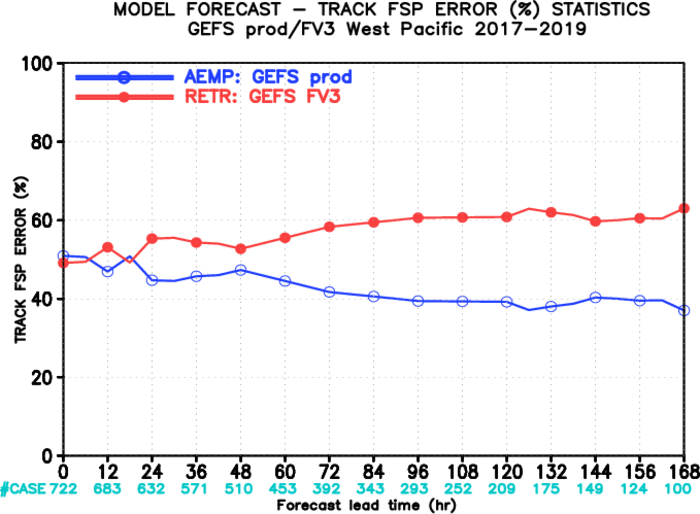 MODEL FORECAST – TRACK FSP ERROR (%) STATISTICS
GEFS prod/FV3 West Pacific 2017–2019
AEMP: GEFS prod
RETR: GEFS FV3
TRACK FSP ERROR (%)
100
80
60
40
20
0
0 12 24 36 48 60 72 84 96 108 120 132 144 156 168
#CASE 722 683 632 571 510 453 392 343 293 252 209 175 149 124 100
Forecast lead time (hr)